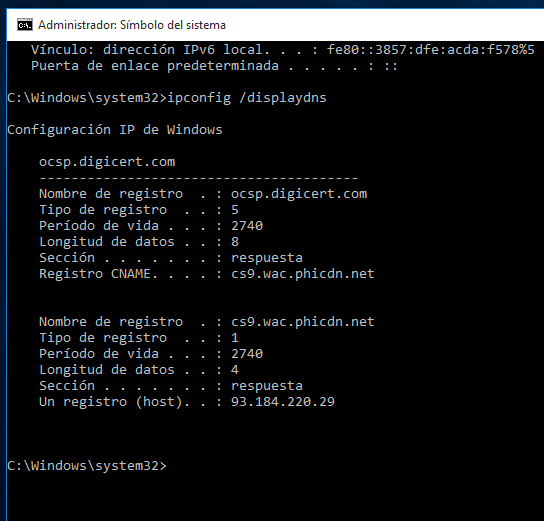 Administrador: Símbolo del sistema
Vínculo: dirección IPv6 local. . . : fe80::3857:dfe:acda:f578%5
Puerta de enlace predeterminada . . . . . : ::
C:\Windows\system32>ipconfig /displaydns
Configuración IP de Windows
ocsp.digicert.com
----------------------------------------
Nombre de registro  . : ocsp.digicert.com
Tipo de registro  . . : 5
Período de vida . . . : 2740
Longitud de datos . . : 8
Sección . . . . . . . : respuesta
Registro CNAME. . . . : cs9.wac.phicdn.net
Nombre de registro  . : cs9.wac.phicdn.net
Tipo de registro  . . : 1
Período de vida . . . : 2740
Longitud de datos . . : 4
Sección . . . . . . . : respuesta
Un registro (host). . : 93.184.220.29
C:\Windows\system32>